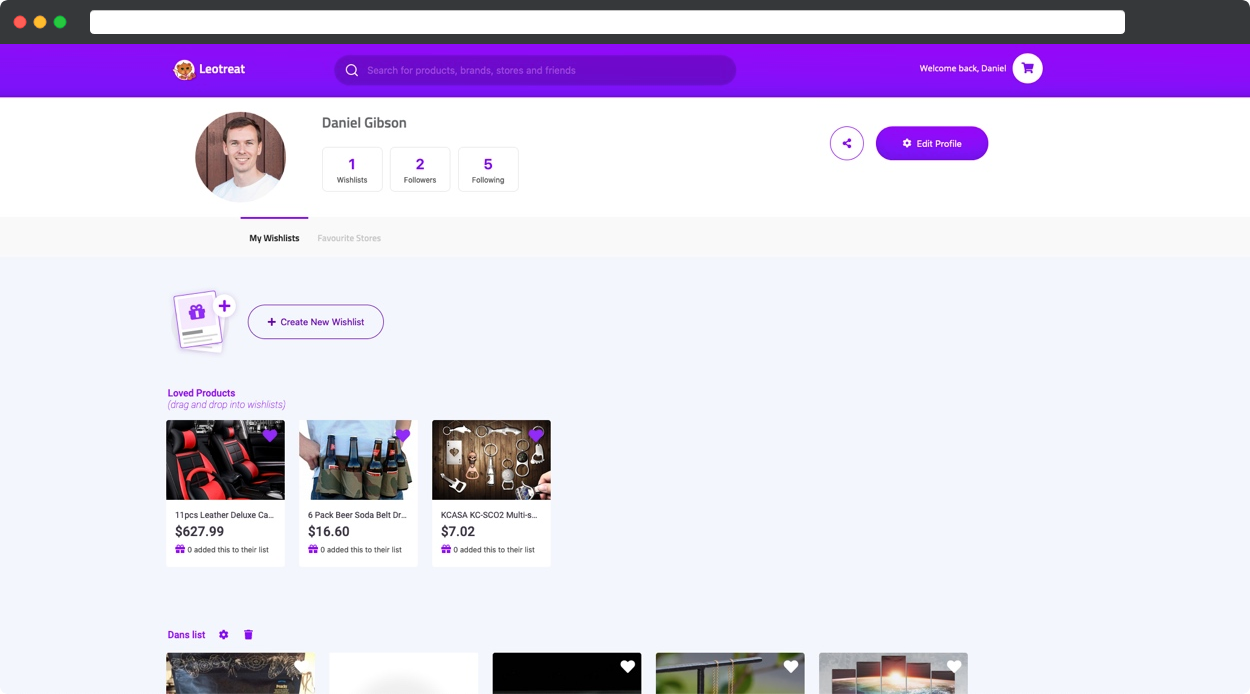 Leotreat
Search for products, brands, stores and friends
Welcome back, Daniel
Daniel Gibson
1
Wishlists
2
Followers
5
Following
Edit Profile
My Wishlists
Favourite Stores
Create New Wishlist
Loved Products
(drag and drop into wishlists)
11pcs Leather Deluxe Ca...
$627.99
0 added this to their list
6 Pack Beer Soda Belt Dr...
$16.60
0 added this to their list
KCASA KC-SCO2 Multi-s...
$7.02
0 added this to their list
Dans list